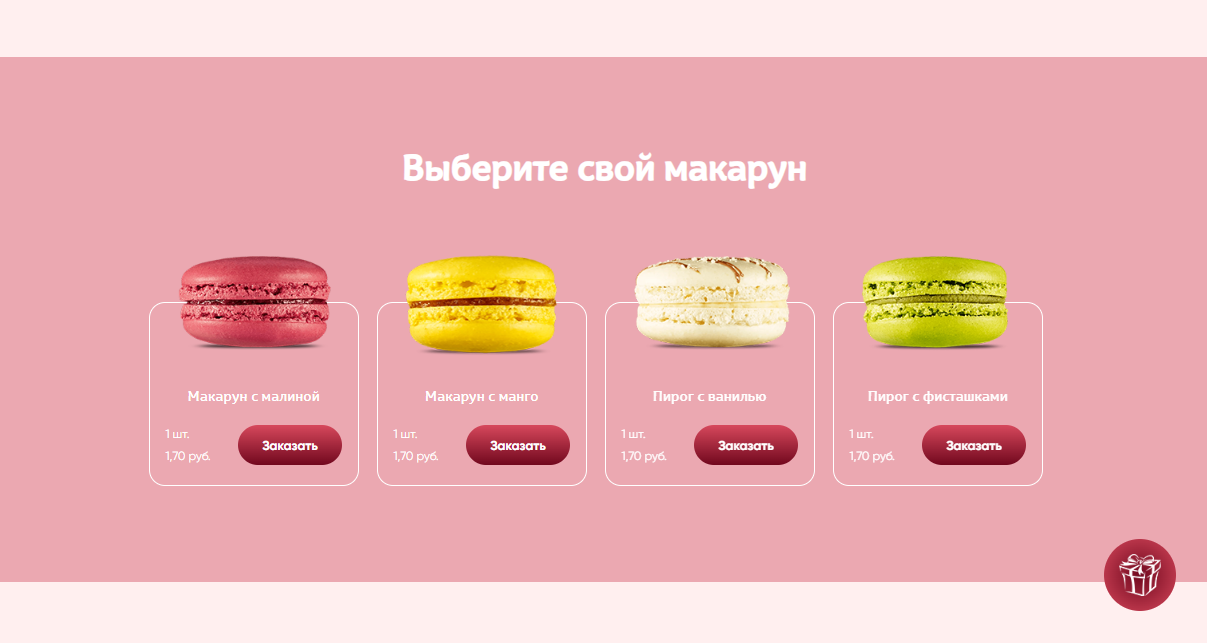 Выберите свой макарун
Макарун с малиной
1 шт.
1,70 руб.
Заказать
Макарун с манго
1 шт.
1,70 руб.
Заказать
Пирог с ванилью
1 шт.
1,70 руб.
Заказать
Пирог с фисташками
1 шт.
1,70 руб.
Заказать